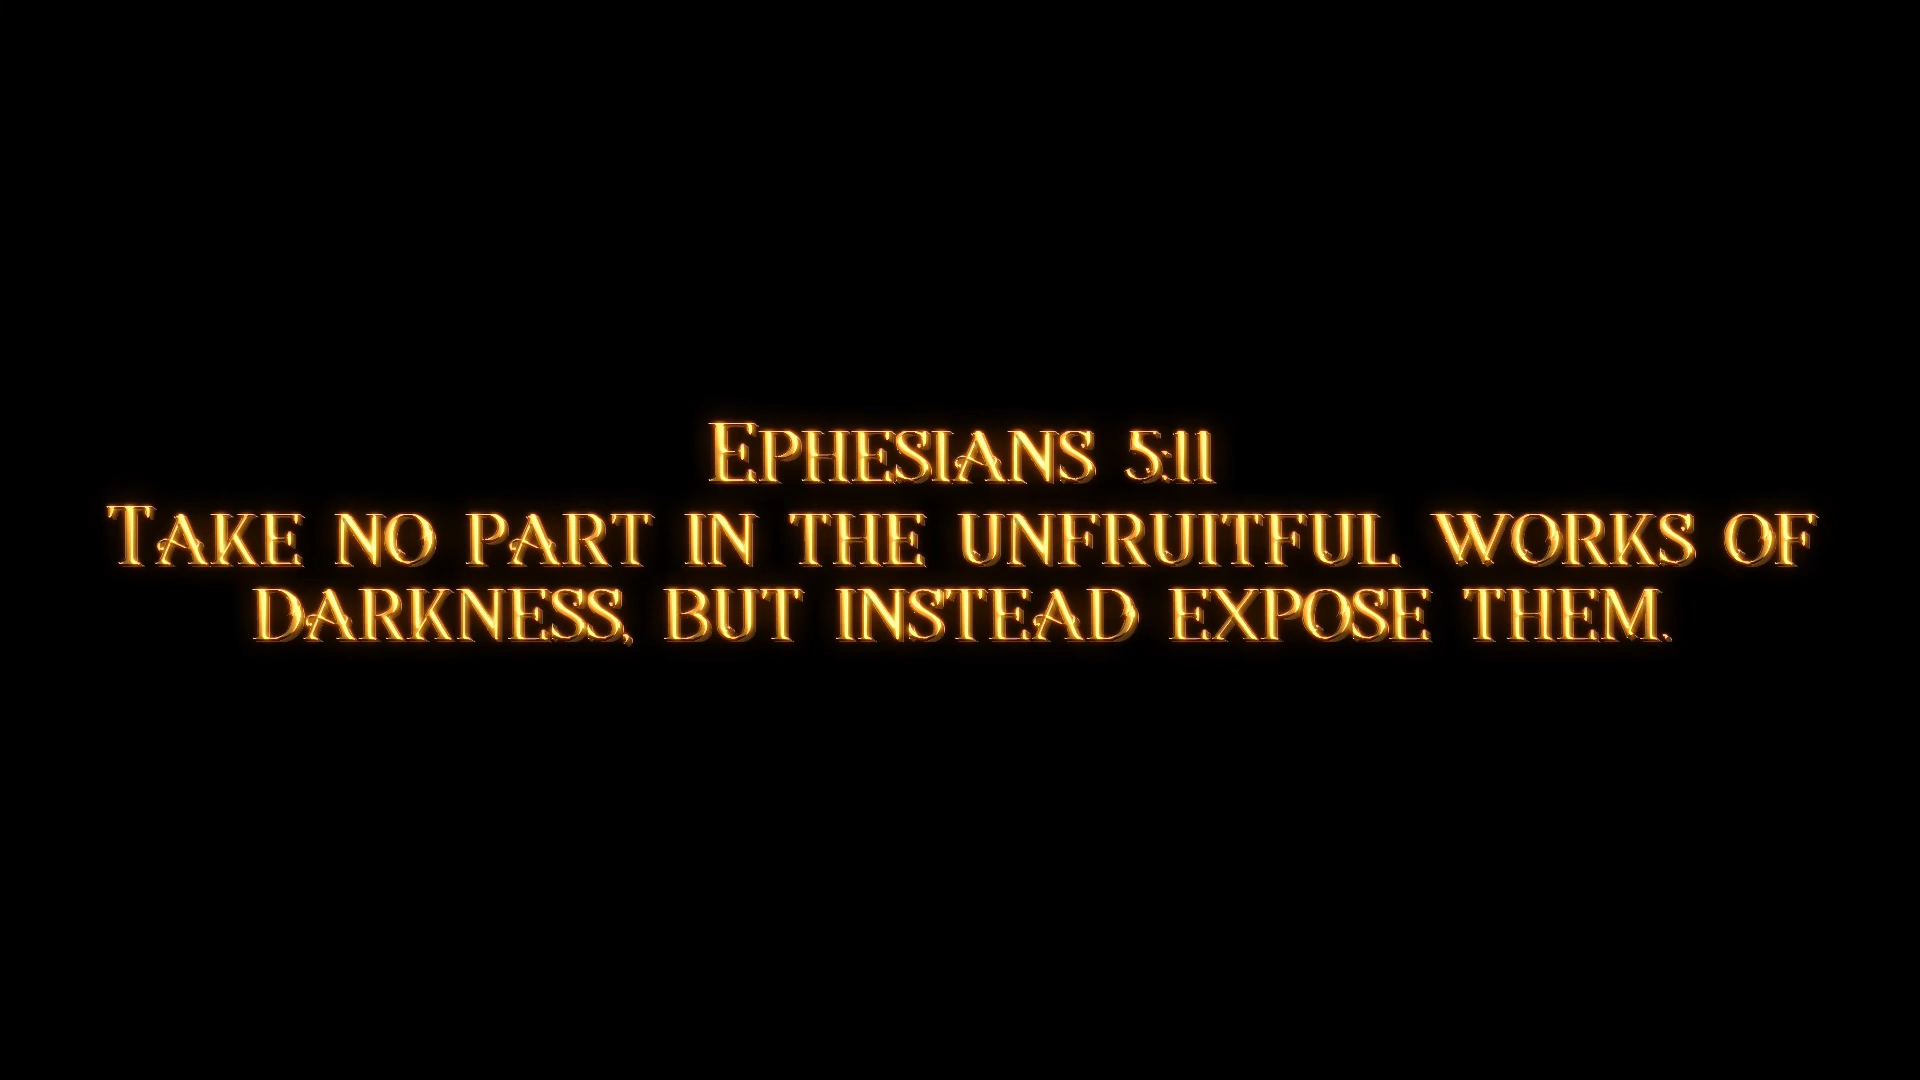 Ephesians 5:11
Take no part in the unfruitful works of
darkness, but instead expose them.